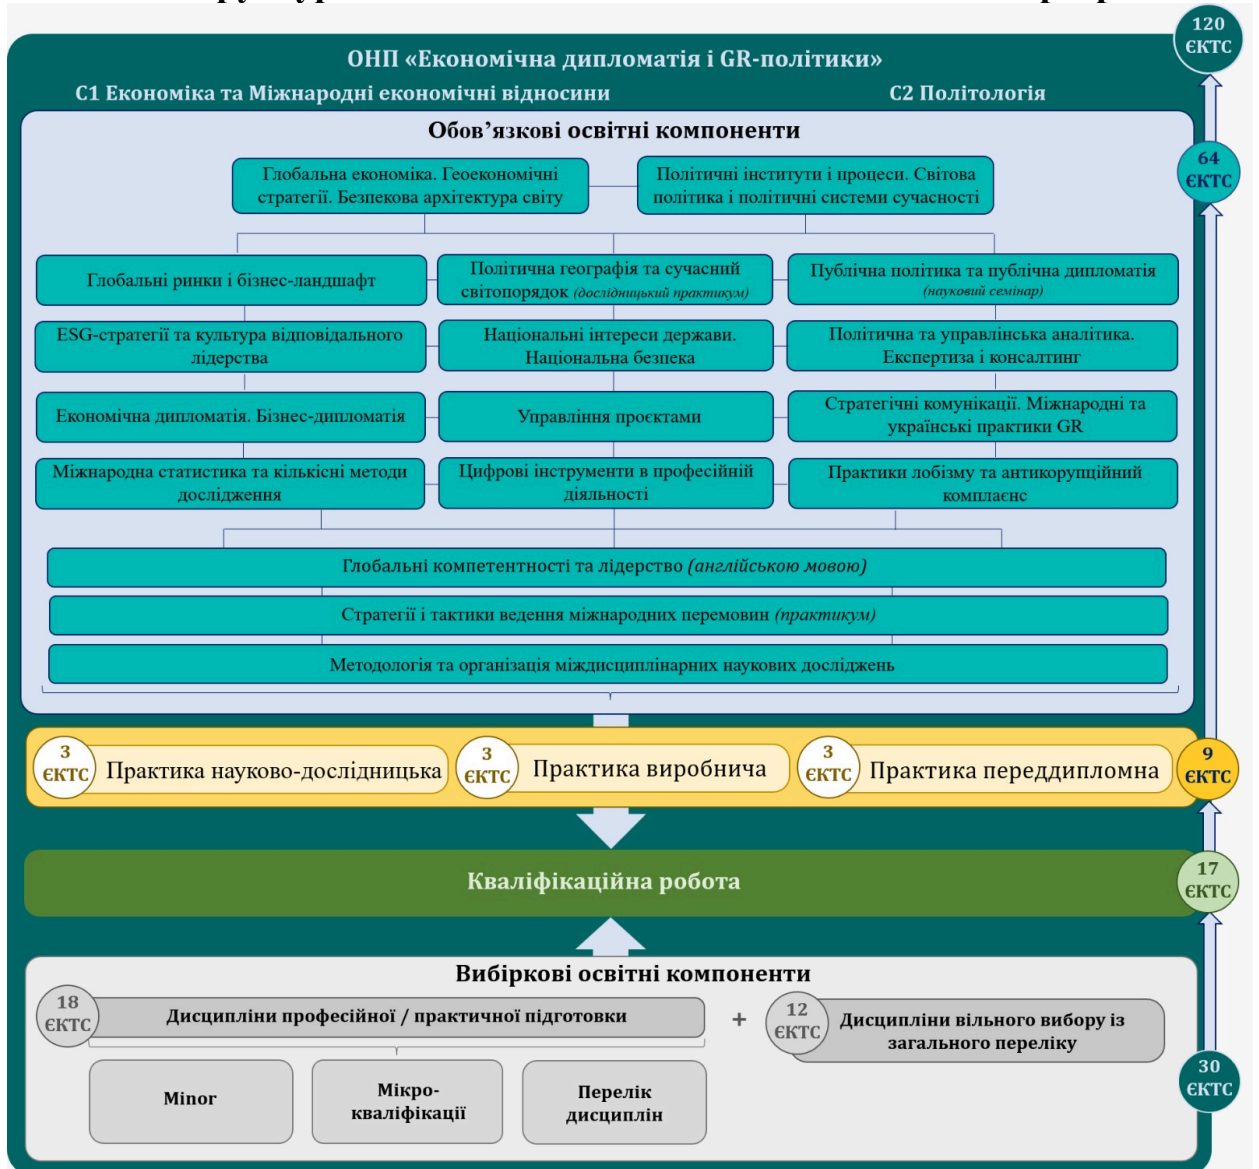 120
ЄКТС
ОНП «Економічна дипломатія і GR-політики»
С1 Економіка та Міжнародні економічні відносини
С2 Політологія
Обов’язкові освітні компоненти
64
ЄКТС
Глобальна економіка. Геоекономічні
стратегії. Безпекова архітектура світу
Політичні інститути і процеси. Світова
політика і політичні системи сучасності
Глобальні ринки і бізнес-ландшафт
Політична географія та сучасний
світопорядок (дослідницький практикум)
Публічна політика та публічна дипломатія
(науковий семінар)
ESG-стратегії та культура відповідального
лідерства
Національні інтереси держави.
Національна безпека
Політична та управлінська аналітика.
Експертиза і консалтинг
Економічна дипломатія. Бізнес-дипломатія
Управління проєктами
Стратегічні комунікації. Міжнародні та
українські практики GR
Міжнародна статистика та кількісні методи
дослідження
Цифрові інструменти в професійній
діяльності
Практики лобізму та антикорупційний
комплаєнс
Глобальні компетентності та лідерство (англійською мовою)
Стратегії і тактики ведення міжнародних перемовин (практикум)
Методологія та організація міждисциплінарних наукових досліджень
3
ЄКТС
Практика науково-дослідницька
3
ЄКТС
Практика виробнича
3
ЄКТС
Практика переддипломна
9
ЄКТС
Кваліфікаційна робота
17
ЄКТС
Вибіркові освітні компоненти
18
ЄКТС
Дисципліни професійної / практичної підготовки
+
12
ЄКТС
Дисципліни вільного вибору із
загального переліку
30
ЄКТС
Minor
Мікро-
кваліфікації
Перелік
дисциплін